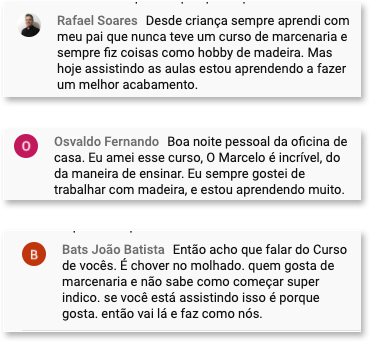 Rafael Soares Desde criança sempre aprendi com
meu pai que nunca teve um curso de marcenaria e
sempre fiz coisas como hobby de madeira. Mas
hoje assistindo as aulas estou aprendendo a fazer
um melhor acabamento.
O Osvaldo Fernando Boa noite pessoal da oficina de
casa. Eu amei esse curso, O Marcelo é incrível, do
da maneira de ensinar. Eu sempre gostei de
trabalhar com madeira, e estou aprendendo muito.
B Bats João Batista Então acho que falar do Curso
de vocês. É chover no molhado. quem gosta de
marcenaria e não sabe como começar super
indico. se você está assistindo isso é porque
gosta. então vai lá e faz como nós.